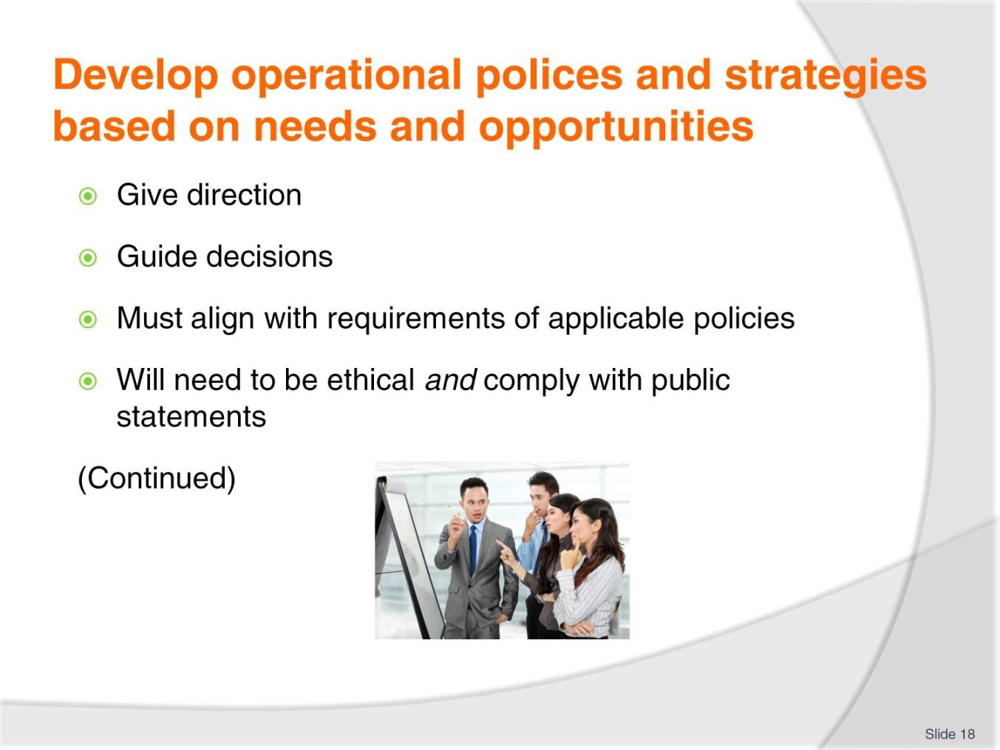 Develop operational polices and strategies
based on needs and opportunities
Give direction
Guide decisions
Must align with requirements of applicable policies
Will need to be ethical and comply with public
statements
(Continued)
Slide 18